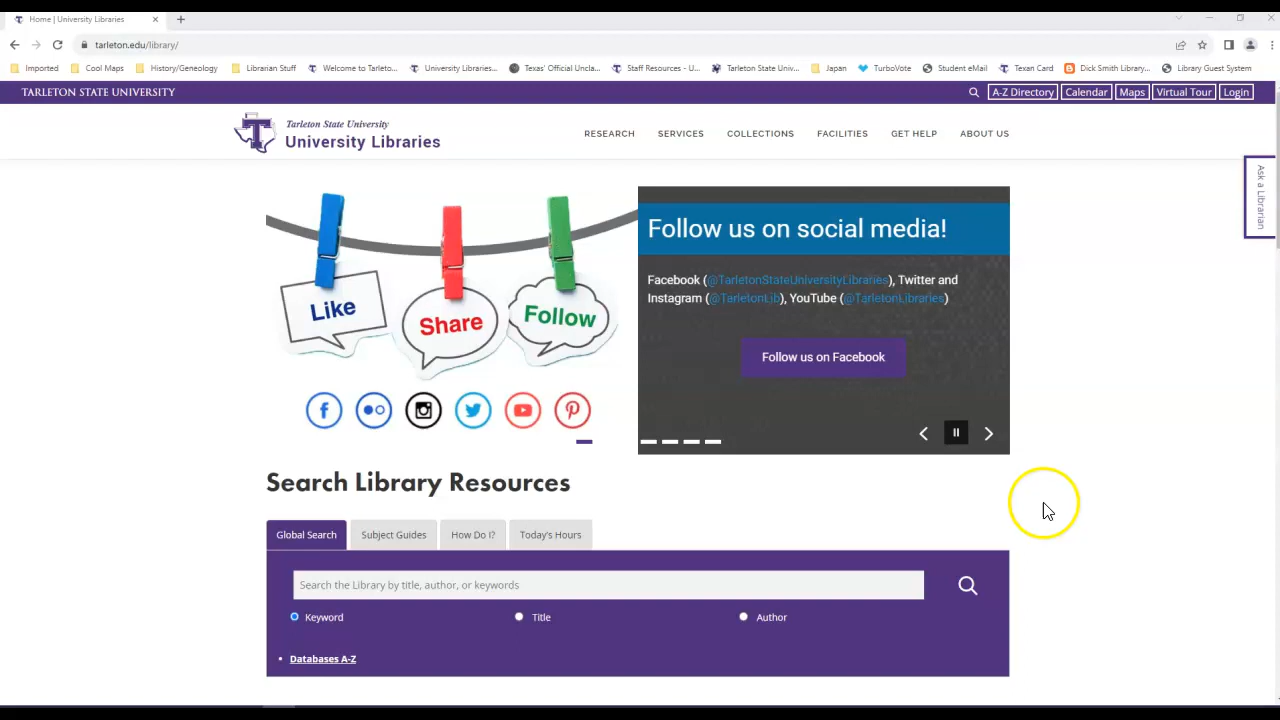 Home | University Libraries
tarleton.edu/library/
Imported
Cool Maps
History/Geneology
Librarian Stuff
Welcome to Tarleto...
University Libraries...
Texas' Official Uncla...
Staff Resources - U...
Tarleton State Univ...
Japan
TurboVote
Student eMail
Texan Card
Dick Smith Library...
Library Guest System
TARLETON STATE UNIVERSITY
A-Z Directory
Calendar
Maps
Virtual Tour
Login
Tarleton State University
University Libraries
RESEARCH
SERVICES
COLLECTIONS
FACILITIES
GET HELP
ABOUT US
Ask a Librarian
Like
Share
Follow
Follow us on social media!
Facebook (@TarletonStateUniversityLibraries), Twitter and
Instagram (@TarletonLib), YouTube (@TarletonLibraries)
Follow us on Facebook
Search Library Resources
Global Search
Subject Guides
How Do I?
Today's Hours
Search the Library by title, author, or keywords
Keyword
Title
Author
Databases A-Z